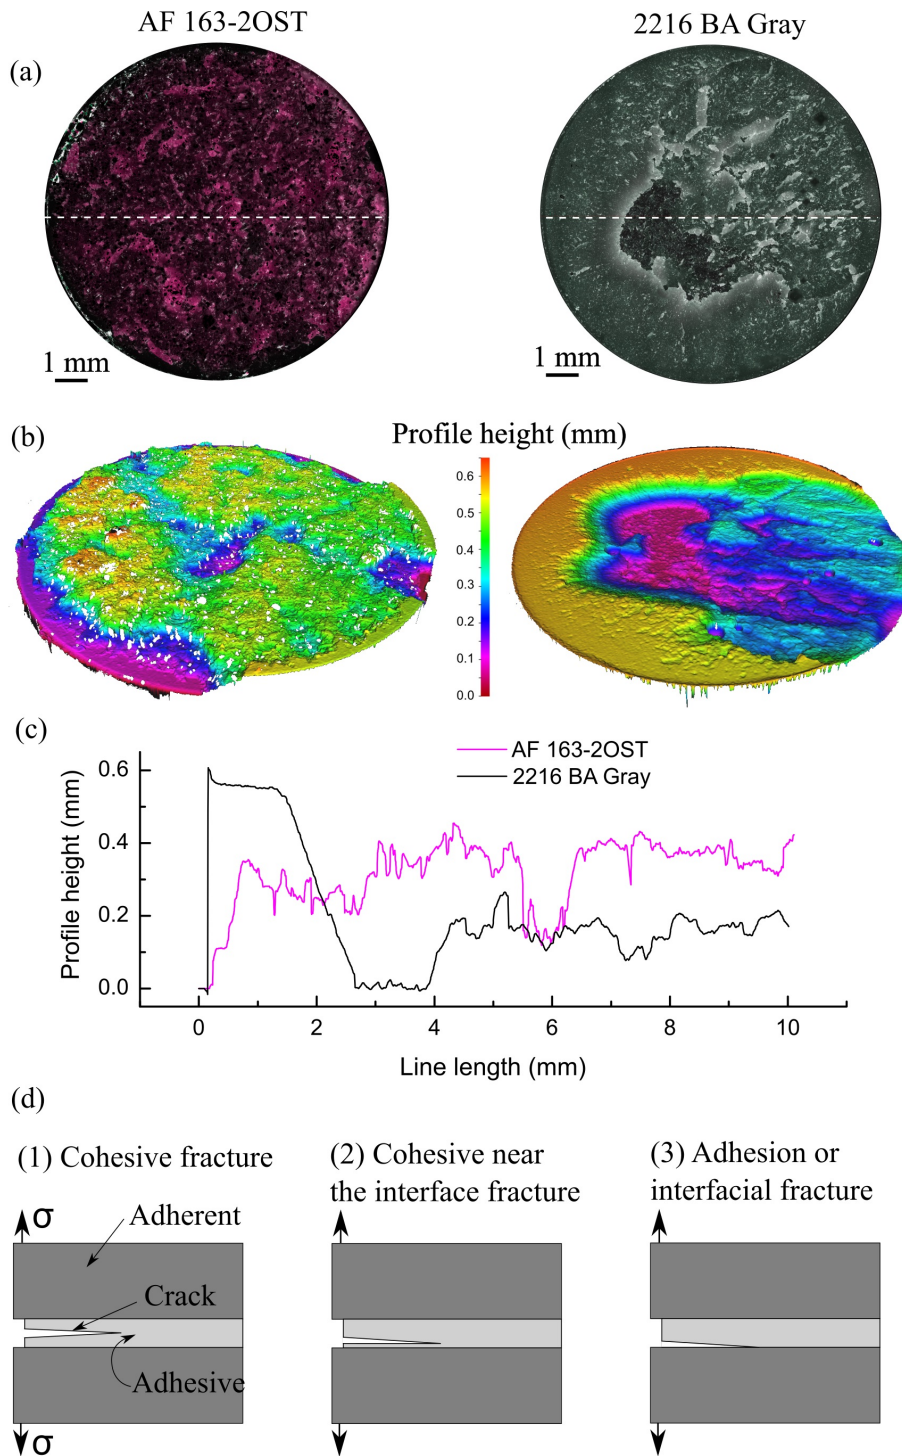 AF 163-2OST
2216 BA Gray
(a)
1 mm
1 mm
(b)
Profile height (mm)
0.6
0.5
0.4
0.3
0.2
0.1
0.0
(c)
AF 163-2OST
2216 BA Gray
Profile height (mm)
0.6
0.4
0.2
0.0
0 2 4 6 8 10
Line length (mm)
(d)
(1) Cohesive fracture
(2) Cohesive near
the interface fracture
(3) Adhesion or
interfacial fracture
σ
Adherent
Crack
Adhesive
σ